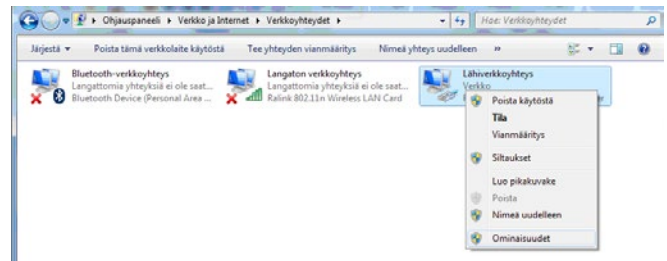 Ohjauspaneeli Verkko ja Internet Verkkoyhteydet
Hae: Verkkoyhteydet
Järjestä Poista tämä verkkolaite käytöstä Tee yhteyden vianmääritys Nimeä yhteys uudelleen »
Bluetooth-verkkoyhteys
Langattomia yhteyksiä ei ole saat...
Bluetooth Device (Personal Area ...
Langaton verkkoyhteys
Langattomia yhteyksiä ei ole saat...
Ralink 802.11n Wireless LAN Card
Lähiverkkoyhteys
Verkko
Poista käytöstä
Tila
Vianmääritys
Siltaukset
Luo pikakuvake
Poista
Nimeä uudelleen
Ominaisuudet